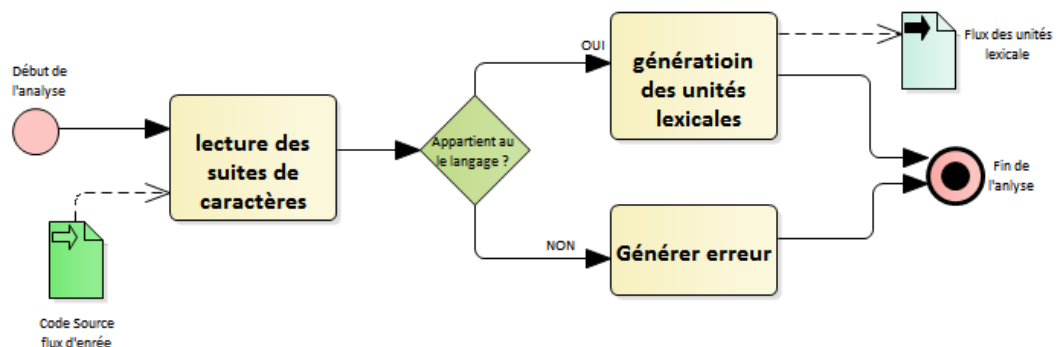 Début de
l'analyse
lecture des
suites de
caractères
Code Source
flux d'enrée
Appartient au
le langage ?
OUI
NON
génératioin
des unités
lexicales
Générer erreur
Flux des unités
lexicale
Fin de
l'anlyse